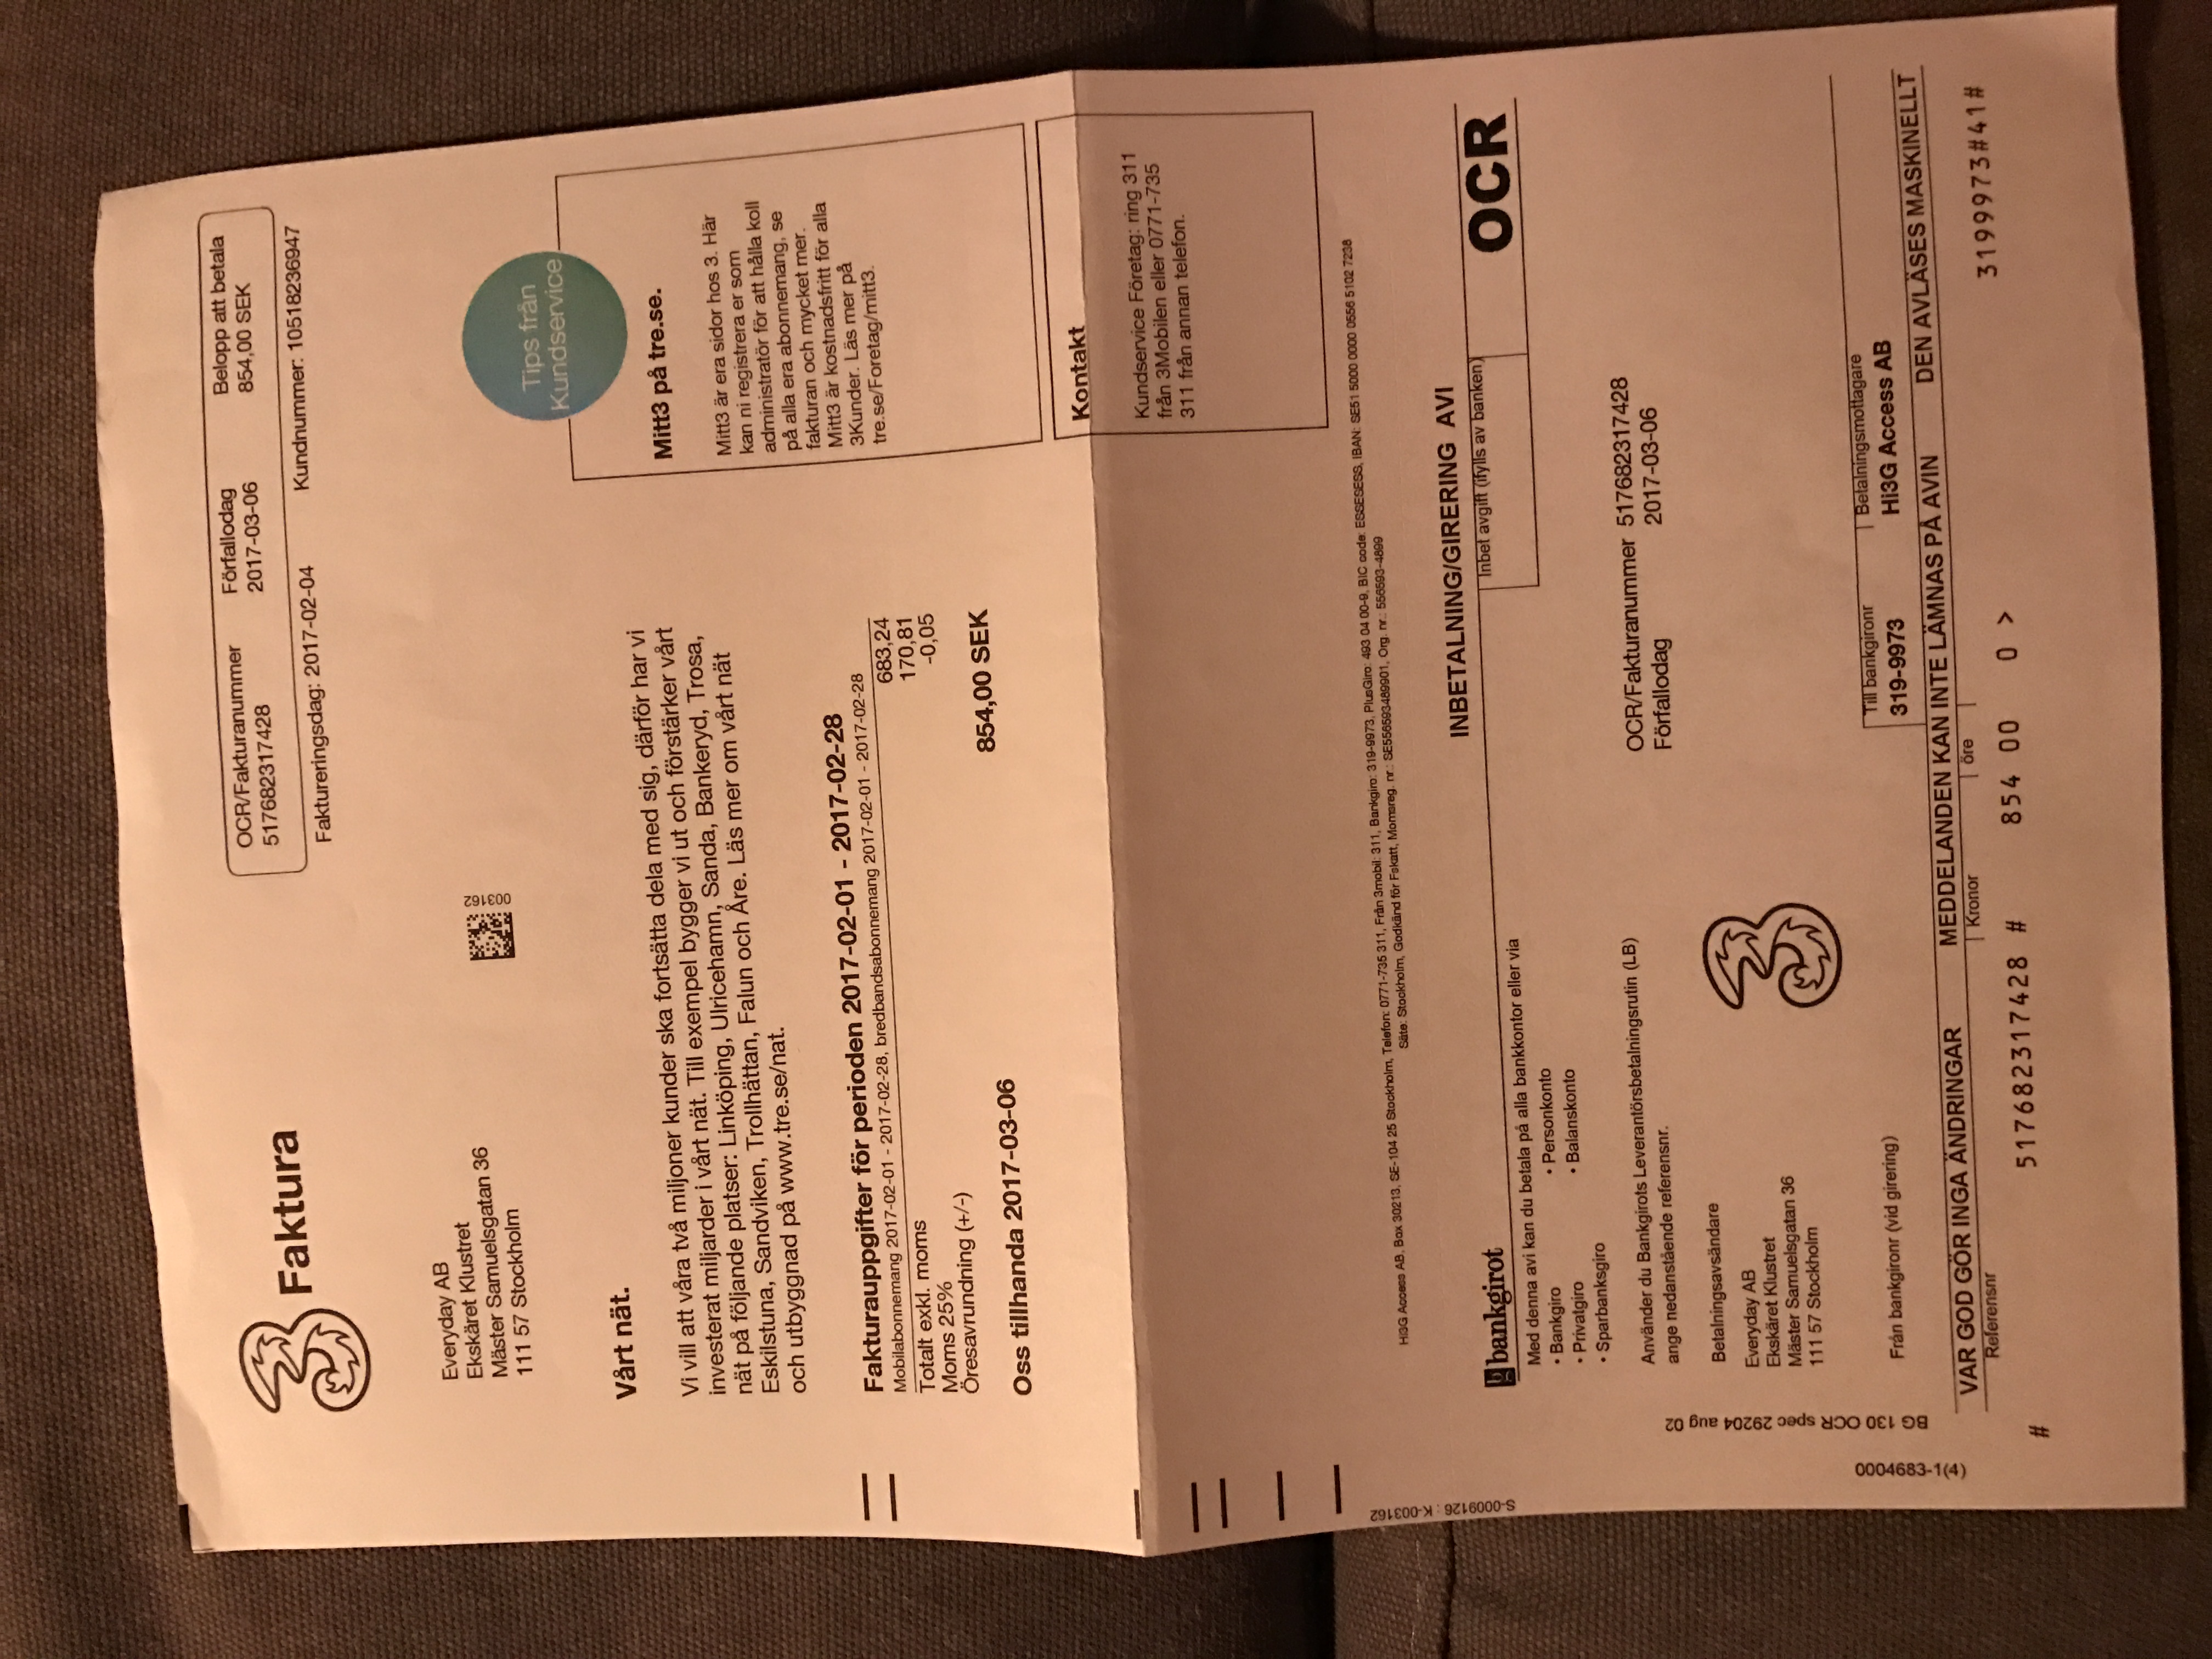 3 Faktura
OCR/Fakturanummer Förfallodag Belopp att betala
517682317428 2017-03-06 854,00 SEK
Faktureringsdag: 2017-02-04 Kundnummer: 10518236947
Everyday AB
Ekskäret Klustret
Mäster Samuelsgatan 36
111 57 Stockholm
003162
Tips från
Kundservice
Vårt nät.
Vi vill att våra två miljoner kunder ska fortsätta dela med sig, därför har vi
investerat miljarder i vårt nät. Till exempel bygger vi ut och förstärker vårt
nät på följande platser: Linköping, Ulricehamn, Sanda, Bankeryd, Trosa,
Eskilstuna, Sandviken, Trollhättan, Falun och Åre. Läs mer om vårt nät
och utbyggnad på www.tre.se/nat.
Mitt3 på tre.se.
Mitt3 är era sidor hos 3. Här
kan ni registrera er som
administratör för att hålla koll
på alla era abonnemang, se
fakturan och mycket mer.
Mitt3 är kostnadsfritt för alla
3Kunder. Läs mer på
tre.se/Foretag/mitt3.
Fakturauppgifter för perioden 2017-02-01 - 2017-02-28
Mobilabonnemang 2017-02-01 - 2017-02-28, bredbandsabonnemang 2017-02-01 - 2017-02-28
Totalt exkl. moms 683,24
Moms 25% 170,81
Öresavrundning (+/-) -0,05
Oss tillhanda 2017-03-06 854,00 SEK
Kontakt
Kundservice Företag: ring 311
från 3Mobilen eller 0771-735
311 från annan telefon.
Hi3G Access AB, Box 30213, SE-104 25 Stockholm, Telefon: 0771-735 311, Från 3mobil: 311, Bankgiro: 319-9973, PlusGiro: 493 04 00-9, BIC code: ESSESESS, IBAN: SE51 5000 0000 0556 5102 7238
Säte: Stockholm, Godkänd för Fskatt, Momsreg. nr.: SE556593489901, Org. nr.: 556593-4899
S-0009126 : K-003162
INBETALNING/GIRERING AVI
bankgirot
Inbet avgift (ifylls av banken)
OCR
Med denna avi kan du betala på alla bankkontor eller via
• Bankgiro • Personkonto
• Privatgiro • Balanskonto
• Sparbanksgiro
Använder du Bankgirots Leverantörsbetalningsrutin (LB)
ange nedanstående referensnr.
OCR/Fakturanummer 517682317428
Förfallodag 2017-03-06
Betalningsavsändare
Everyday AB
Ekskäret Klustret
Mäster Samuelsgatan 36
111 57 Stockholm
3
BG 130 OCR spec 29204 aug 02
0004683-1(4)
Från bankgironr (vid girering)
Till bankgironr Betalningsmottagare
319-9973 Hi3G Access AB
VAR GOD GÖR INGA ÄNDRINGAR MEDDELANDEN KAN INTE LÄMNAS PÅ AVIN DEN AVLÄSES MASKINELLT
Referensnr Kronor öre
# 517682317428 # 854 00 0 > 3199973#41#